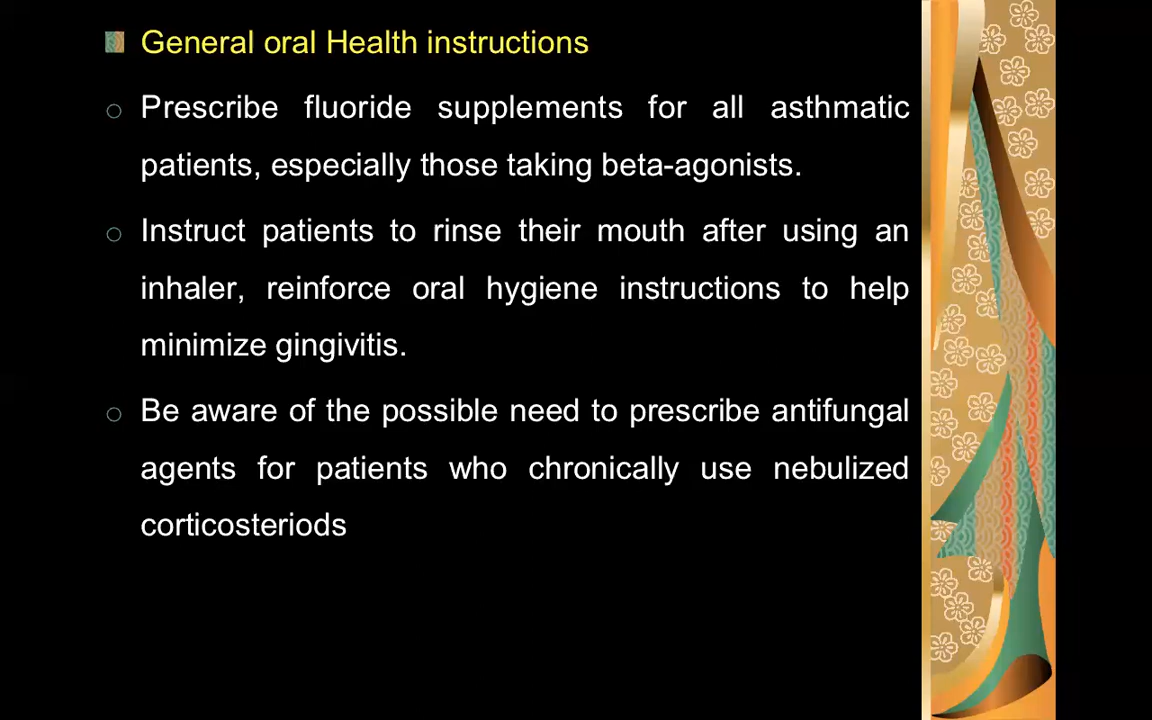 General oral Health instructions
Prescribe fluoride supplements for all asthmatic
patients, especially those taking beta-agonists.
Instruct patients to rinse their mouth after using an
inhaler, reinforce oral hygiene instructions to help
minimize gingivitis.
Be aware of the possible need to prescribe antifungal
agents for patients who chronically use nebulized
corticosteriods